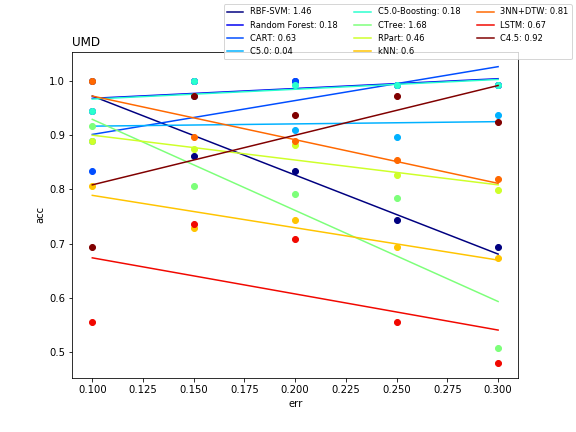 RBF-SVM: 1.46 C5.0-Boosting: 0.18 3NN+DTW: 0.81
Random Forest: 0.18 CTree: 1.68 LSTM: 0.67
CART: 0.63 RPart: 0.46 C4.5: 0.92
C5.0: 0.04 kNN: 0.6
UMD
1.0
0.9
0.8
0.7
0.6
0.5
acc
0.100 0.125 0.150 0.175 0.200 0.225 0.250 0.275 0.300
err